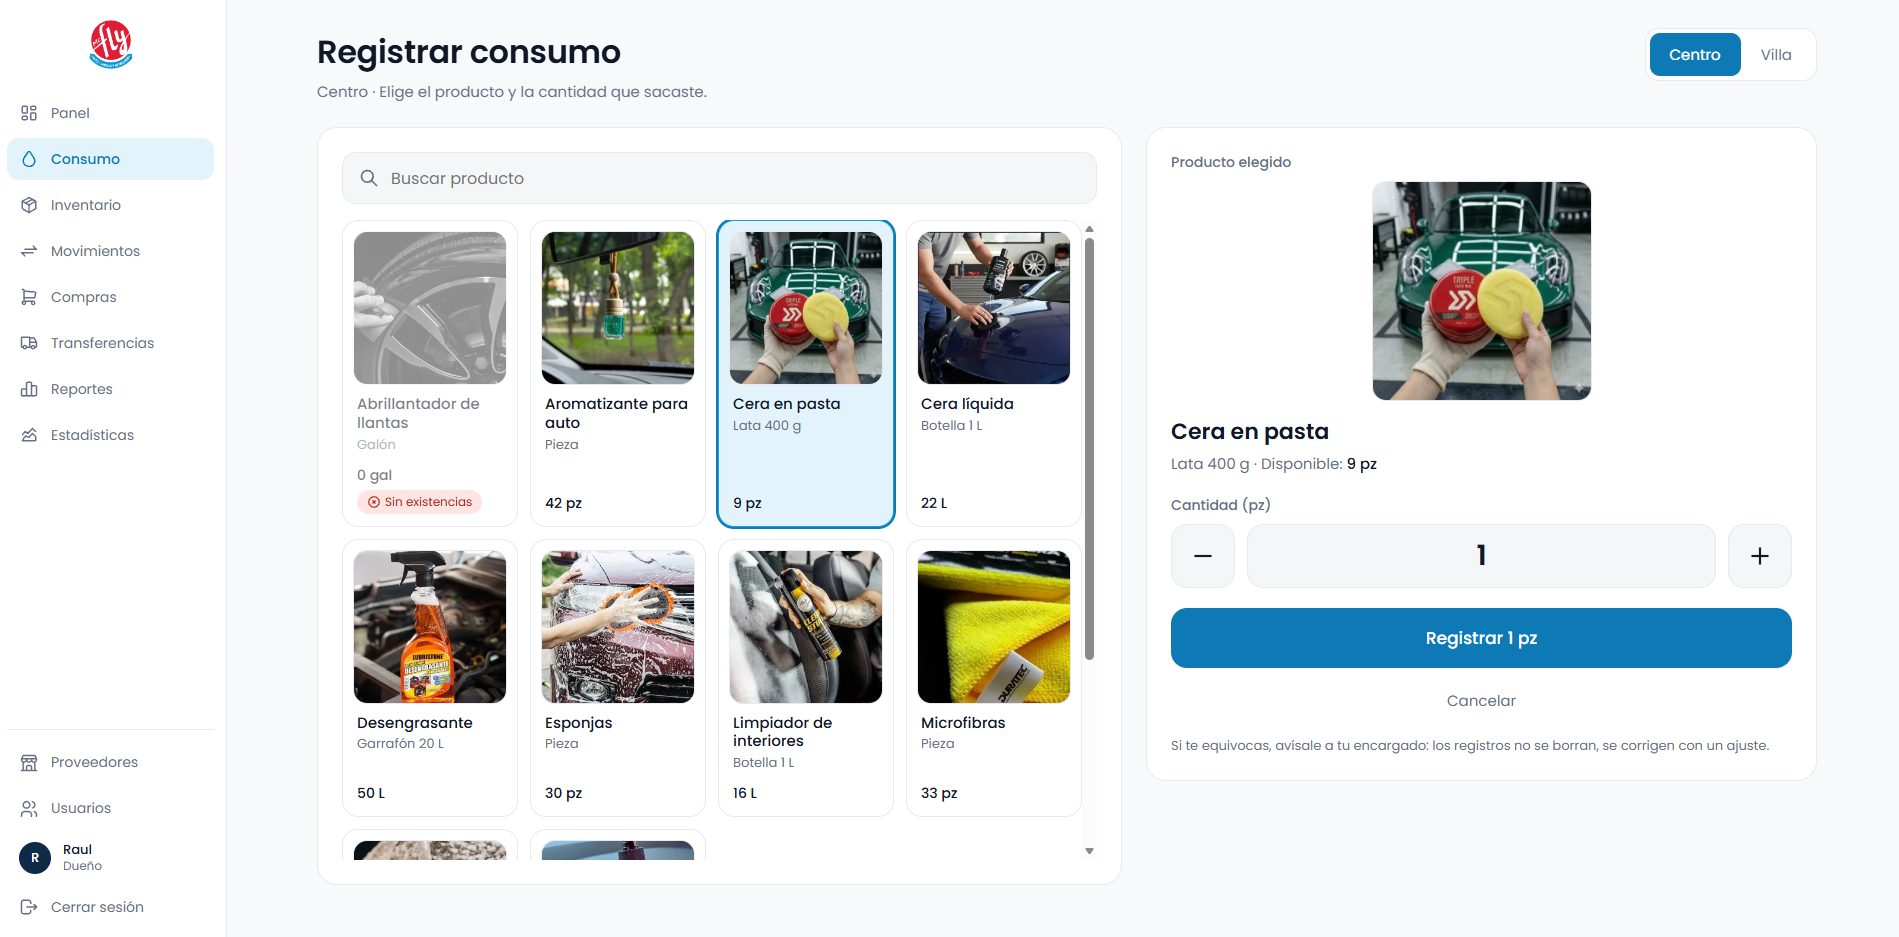 fly
Panel
Consumo
Inventario
Movimientos
Compras
Transferencias
Reportes
Estadísticas
Proveedores
Usuarios
R
Raul
Dueño
Cerrar sesión
Registrar consumo
Centro · Elige el producto y la cantidad que sacaste.
Centro
Villa
Buscar producto
Abrillantador de
llantas
Galón
0 gal
Sin existencias
Aromatizante para
auto
Pieza
42 pz
Cera en pasta
Lata 400 g
9 pz
Cera líquida
Botella 1 L
22 L
LUBRISTONE
DESENGRASANTE
Desengrasante
Garrafón 20 L
50 L
Esponjas
Pieza
30 pz
Limpiador de
interiores
Botella 1 L
16 L
DURATEC
Microfibras
Pieza
33 pz
Producto elegido
TRIPLE
Cera en pasta
Lata 400 g · Disponible: 9 pz
Cantidad (pz)
1
Registrar 1 pz
Cancelar
Si te equivocas, avísale a tu encargado: los registros no se borran, se corrigen con un ajuste.